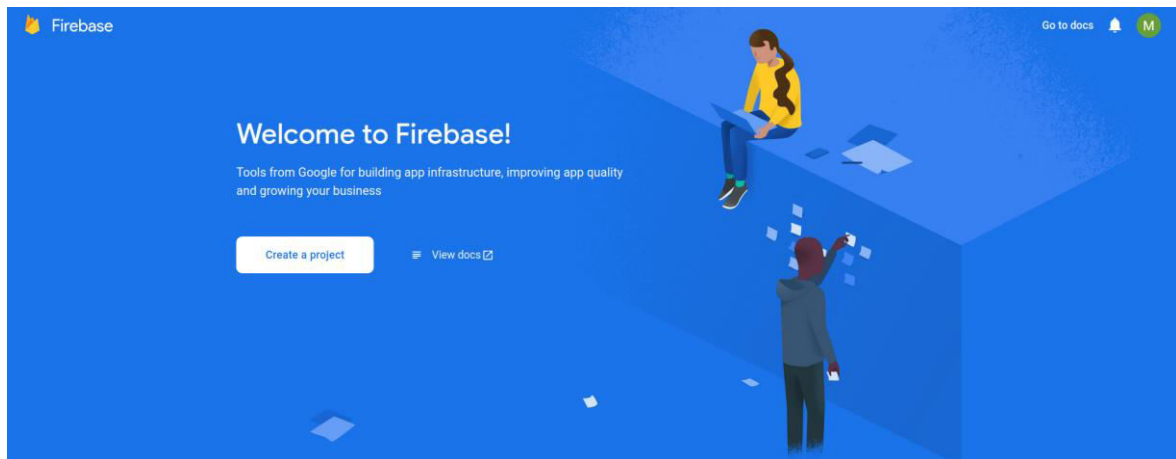 Firebase
Go to docs
M
Welcome to Firebase!
Tools from Google for building app infrastructure, improving app quality
and growing your business
Create a project
View docs